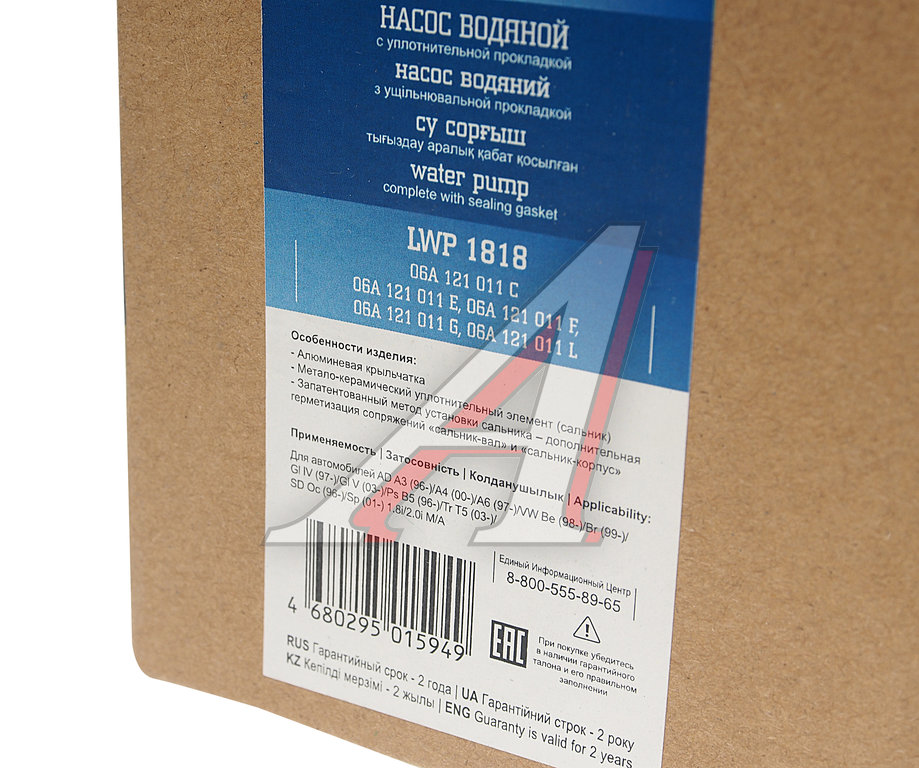 НАСОС ВОДЯНОЙ
с уплотнительной прокладкой
насос водяний
з ущільнювальной прокладкой
су сорғыш
тығыздау аралық қабат қосылған
water pump
complete with sealing gasket
LWP 1818
06A 121 011 C
06A 121 011 E, 06A 121 011 F,
06A 121 011 G, 06A 121 011 L
Особенности изделия:
- Алюминевая крыльчатка
- Метало-керамический уплотнительный элемент (сальник)
- Запатентованный метод установки сальника – дополнительная
герметизация сопряжений «сальник-вал» и «сальник-корпус»
Применяемость | Затосовність | Колданушылык | Applicability:
Для автомобилей AD A3 (96-)/A4 (00-)/A6 (97-)/VW Be (98-)/Br (99-)/
Gl IV (97-)/Gl V (03-)/Ps B5 (96-)/Tr T5 (03-)/
SD Oc (96-)/Sp (01-) 1.8i/2.0i M/A
Единый Информационный Центр
8-800-555-89-65
4 680295 015949
EAC
При покупке убедитесь
в наличии гарантийного
талона и его правильном
заполнении
RUS Гарантийный срок - 2 года | UA Гарантійний строк - 2 року
KZ Кепілді мерзімі - 2 жылы | ENG Guaranty is valid for 2 years